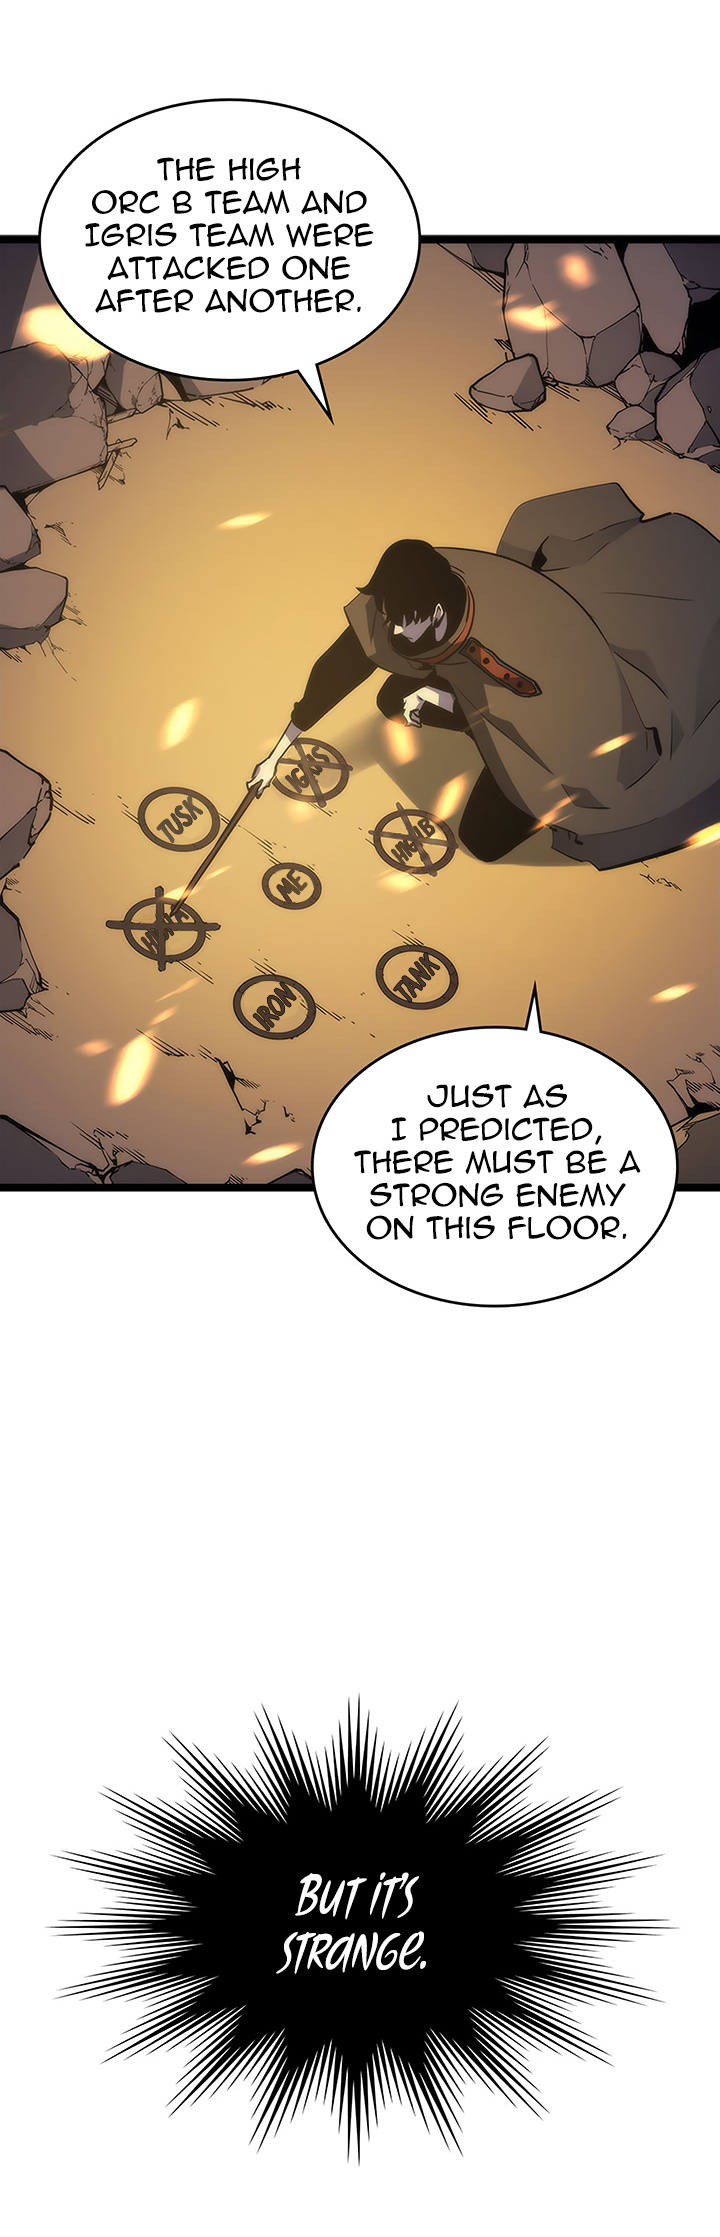 THE HIGH
ORC B TEAM AND
IGRIS TEAM WERE
ATTACKED ONE
AFTER ANOTHER.
IGRIS
TUSK
ME
IRON
TANK
JUST AS
I PREDICTED,
THERE MUST BE A
STRONG ENEMY
ON THIS FLOOR.
BUT IT'S
STRANGE.